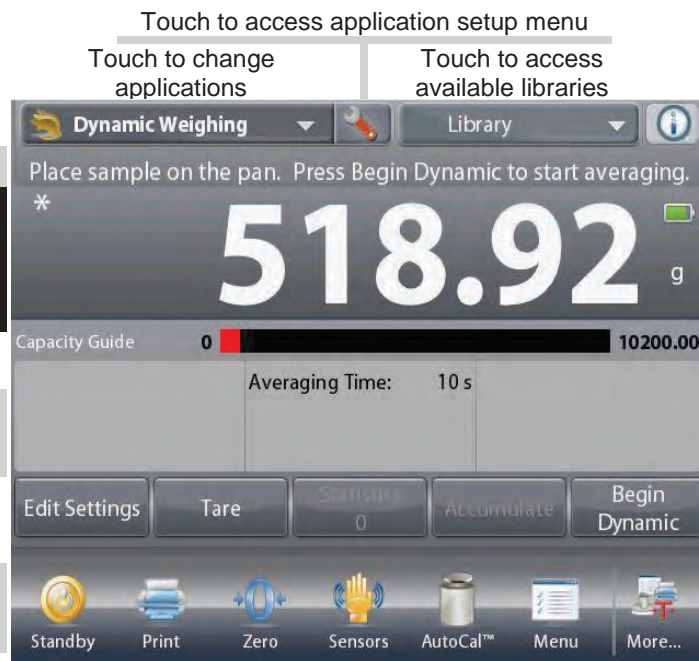 Touch to access application setup menu
Touch to change
applications
Touch to access
available libraries
Dynamic Weighing
Library
Place sample on the pan. Press Begin Dynamic to start averaging.
*
518.92
g
Capacity Guide 0 10200.00
Averaging Time: 10 s
Edit Settings
Tare
Statistics
0
Accumulate
Begin
Dynamic
Standby
Print
Zero
Sensors
AutoCal™
Menu
More...